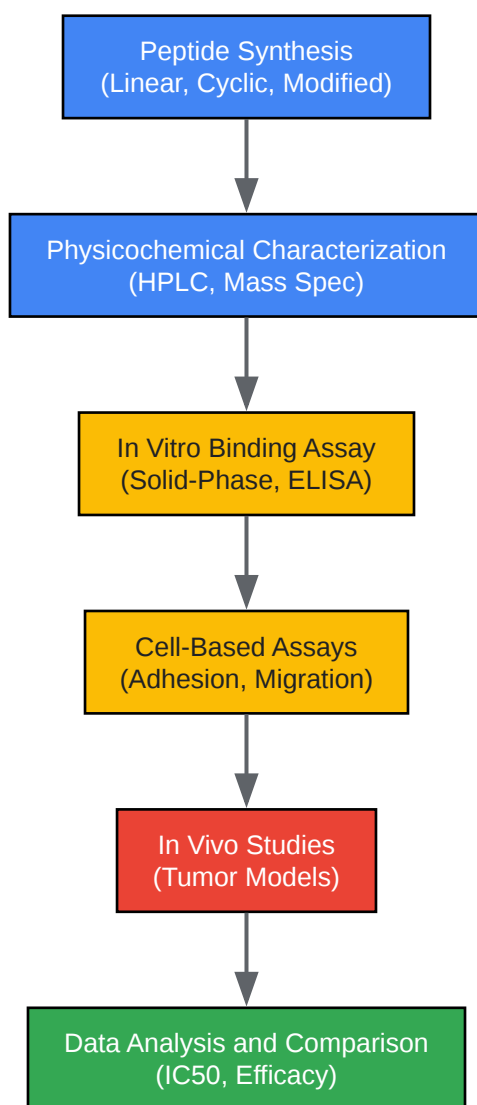 Peptide Synthesis
(Linear, Cyclic, Modified)
Physicochemical Characterization
(HPLC, Mass Spec)
In Vitro Binding Assay
(Solid-Phase, ELISA)
Cell-Based Assays
(Adhesion, Migration)
In Vivo Studies
(Tumor Models)
Data Analysis and Comparison
(IC50, Efficacy)